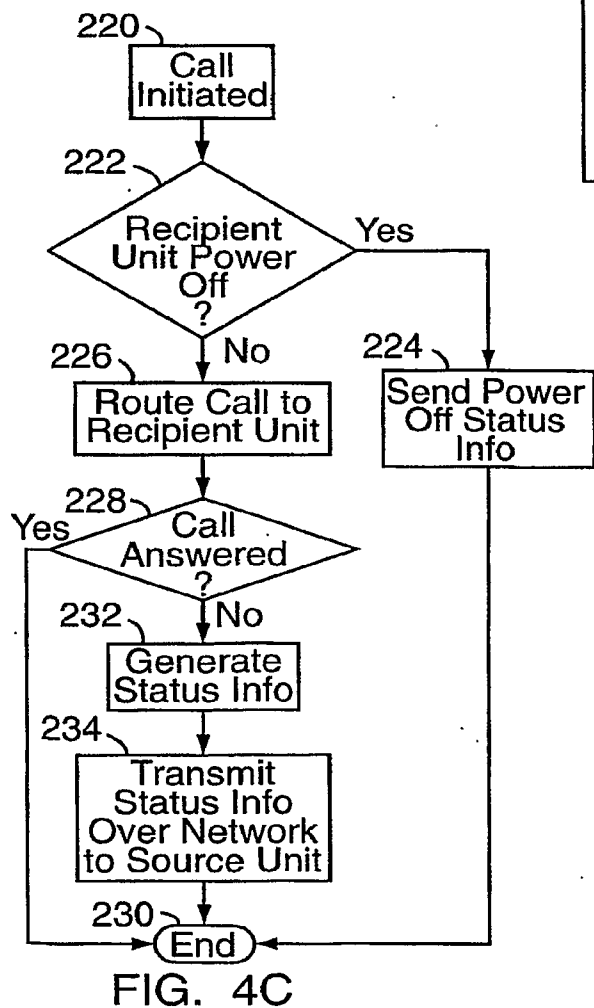 220
Call
Initiated
222
Recipient
Unit Power
Off
?
Yes
No
226
Route Call to
Recipient Unit
224
Send Power
Off Status
Info
228
Yes
Call
Answered
?
No
232
Generate
Status Info
234
Transmit
Status Info
Over Network
to Source Unit
230
End
FIG. 4C